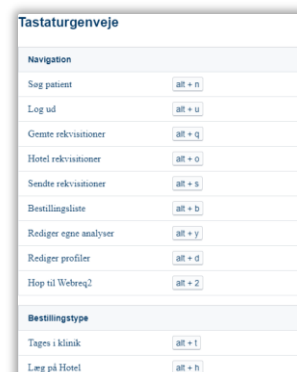 Tastaturgenveje
Navigation
Søg patient alt + n
Log ud alt + u
Gemte rekvisitioner alt + q
Hotel rekvisitioner alt + o
Sendte rekvisitioner alt + s
Bestillingsliste alt + b
Rediger egne analyser alt + y
Rediger profiler alt + d
Hop til Webreq2 alt + 2
Bestillingstype
Tages i klinik alt + t
Læg på Hotel alt + h